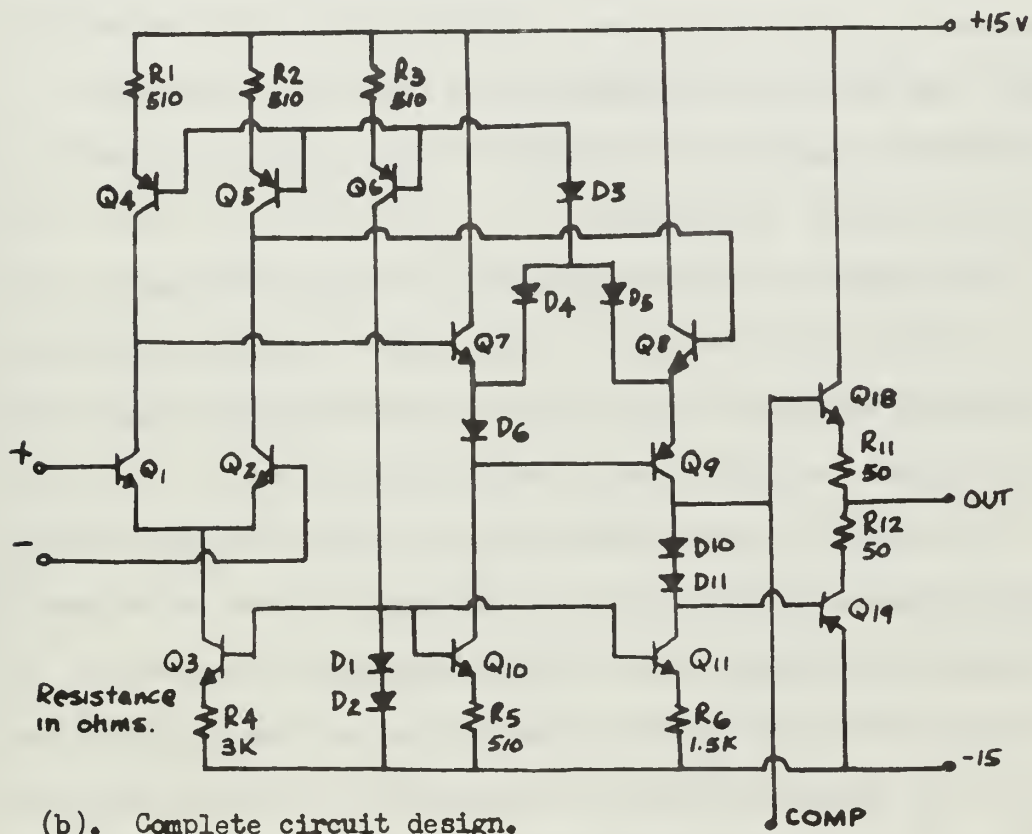 +15 V
R1
510
R2
510
R3
510
Q4
Q5
Q6
D3
D4
D5
Q7
Q8
D6
Q18
R11
50
+
Q1
Q2
Q9
OUT
-
D10
R12
50
D11
Q19
Q3
D1
Q10
Q11
D2
Resistance
in ohms.
R4
3K
R5
510
R6
1.5K
-15
(b). Complete circuit design.
COMP